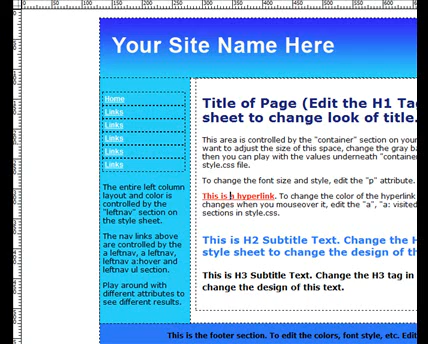 Your Site Name Here
Home
Links
Links
Links
Links
Links
The entire left column
layout and color is
controlled by the
"leftnav" section on
the style sheet.
The nav links above
are controlled by the
a leftnav, a leftnav,
leftnav a:hover and
leftnav ul section.
Play around with
different attributes to
see different results.
Title of Page (Edit the H1 Tag
sheet to change look of title.
This area is controlled by the "container" section on your
want to adjust the size of this space, change the gray ba
then you can play with the values underneath "container
style.css file.
To change the font size and style, edit the "p" attribute.
This is a hyperlink. To change the color of the hyperlink
changes when you mouseover it, edit the "a", "a: visited
sections in style.css.
This is H2 Subtitle Text. Change the H
style sheet to change the design of th
This is H3 Subtitle Text. Change the H3 tag in
change the design of this text.
This is the footer section. To edit the colors, font style, etc. Edit